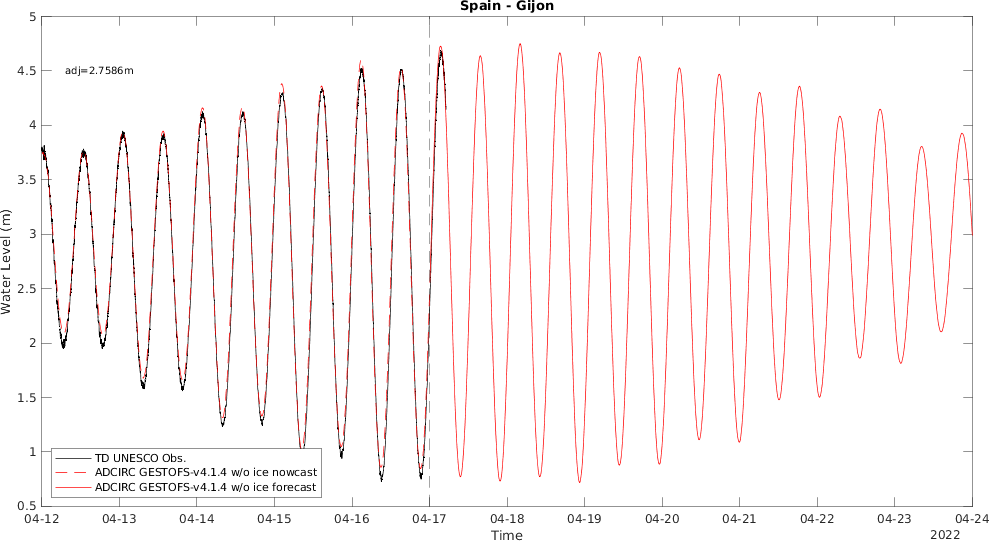 Spain - Gijon
5
4.5
4
3.5
3
2.5
2
1.5
1
0.5
adj=2.7586m
Water Level (m)
TD UNESCO Obs.
ADCIRC GESTOFS-v4.1.4 w/o ice nowcast
ADCIRC GESTOFS-v4.1.4 w/o ice forecast
04-12 04-13 04-14 04-15 04-16 04-17 04-18 04-19 04-20 04-21 04-22 04-23 04-24
Time
2022